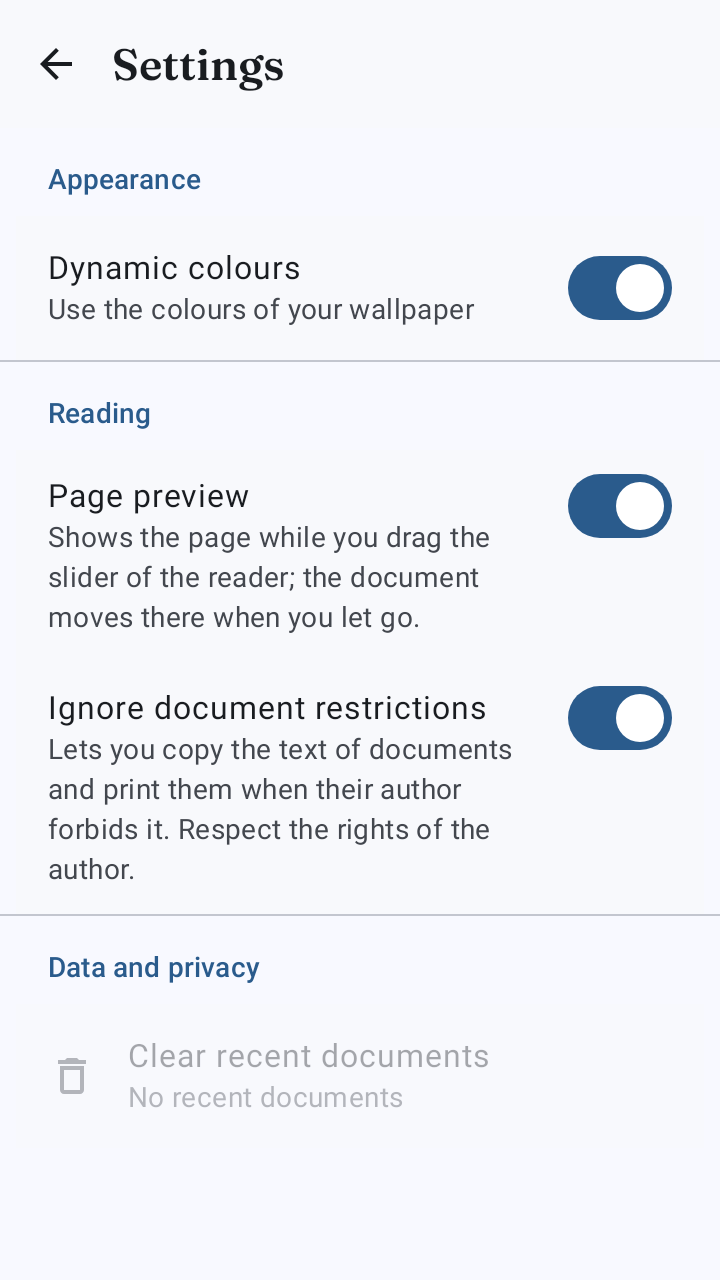 Settings
Appearance
Dynamic colours
Use the colours of your wallpaper
Reading
Page preview
Shows the page while you drag the
slider of the reader; the document
moves there when you let go.
Ignore document restrictions
Lets you copy the text of documents
and print them when their author
forbids it. Respect the rights of the
author.
Data and privacy
Clear recent documents
No recent documents